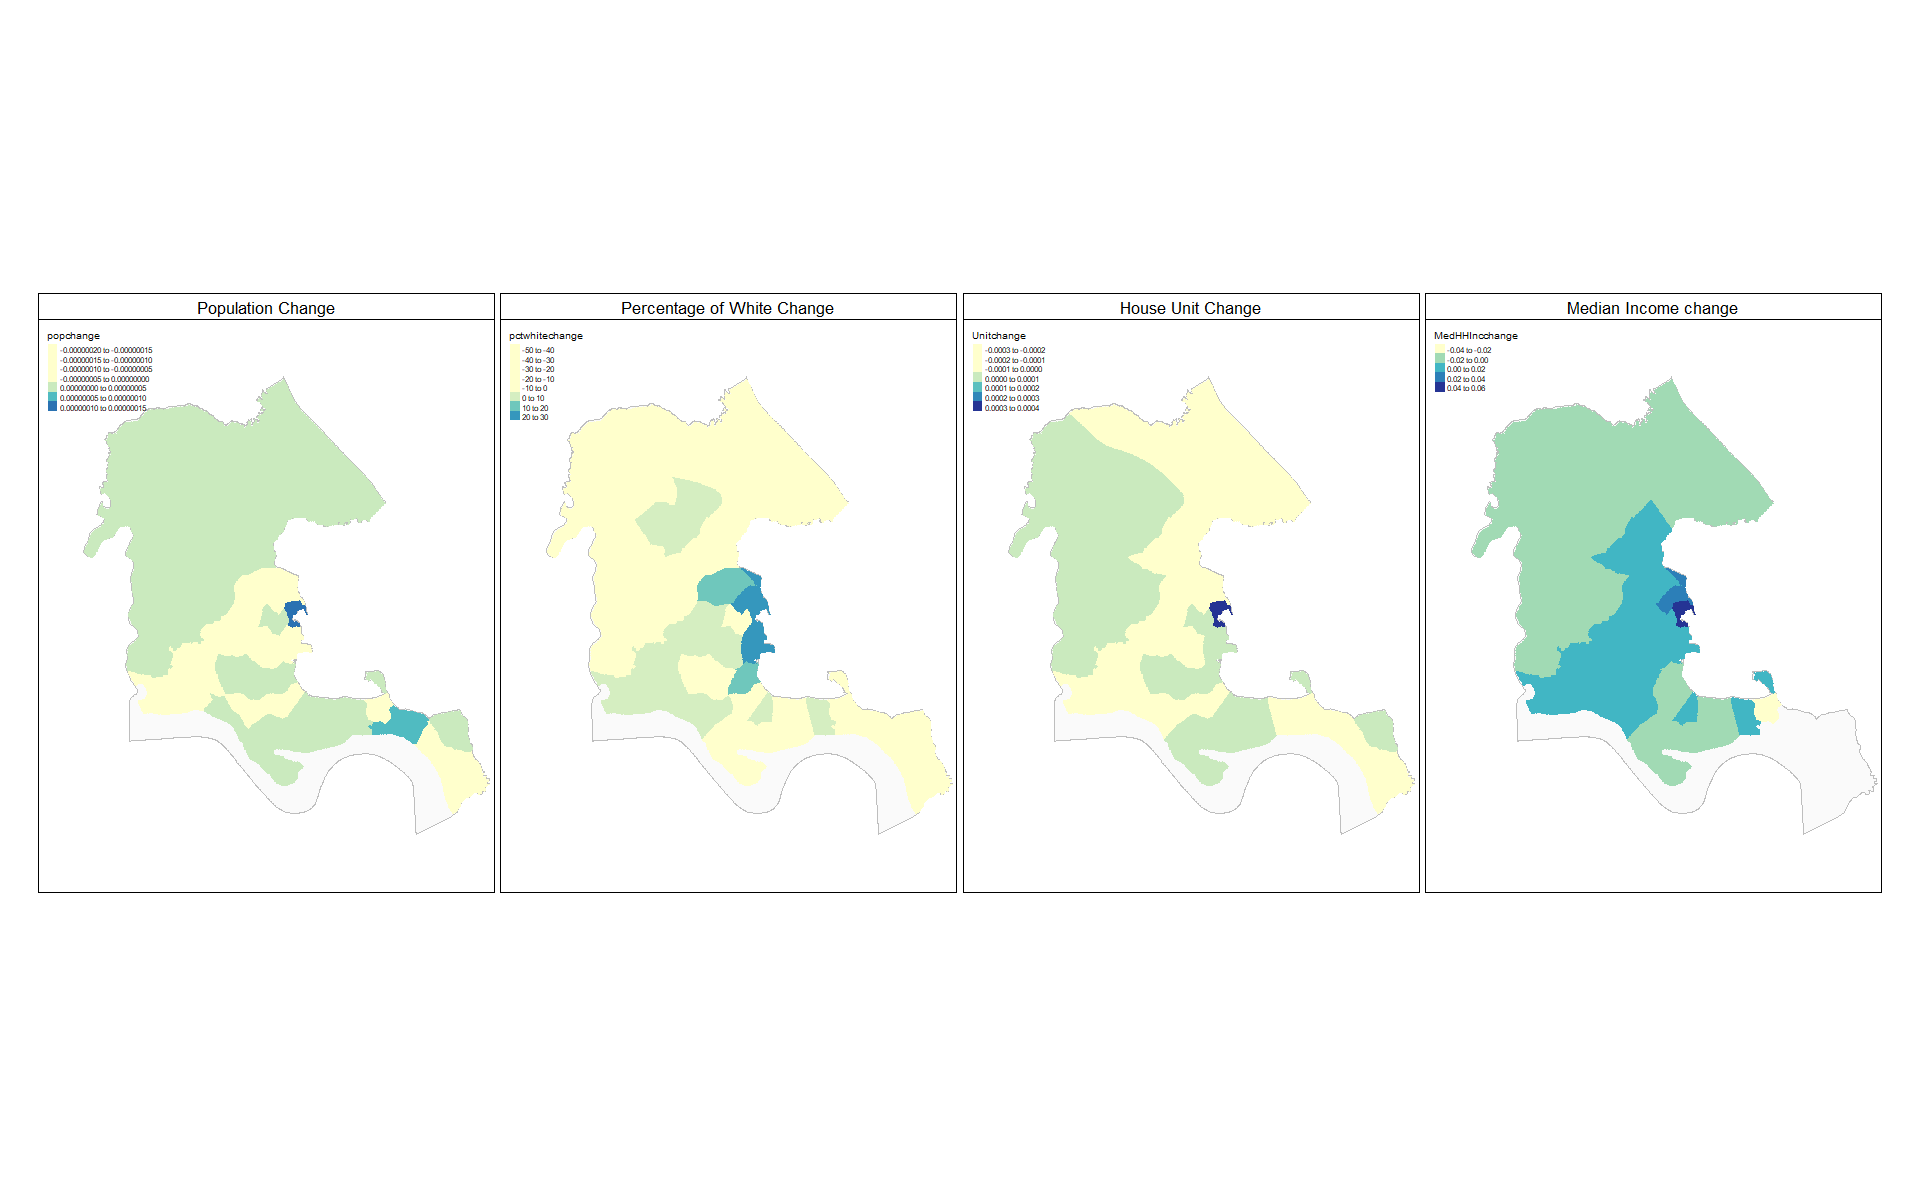 Population Change
popchange
-0.00000020 to -0.00000015
-0.00000015 to -0.00000010
-0.00000010 to -0.00000005
-0.00000005 to 0.00000000
0.00000000 to 0.00000005
0.00000005 to 0.00000010
0.00000010 to 0.00000015
Percentage of White Change
pctwhitechange
-50 to -40
-40 to -30
-30 to -20
-20 to -10
-10 to 0
0 to 10
10 to 20
20 to 30
House Unit Change
Unitchange
-0.0003 to -0.0002
-0.0002 to -0.0001
-0.0001 to 0.0000
0.0000 to 0.0001
0.0001 to 0.0002
0.0002 to 0.0003
0.0003 to 0.0004
Median Income change
MedHHIncchange
-0.04 to -0.02
-0.02 to 0.00
0.00 to 0.02
0.02 to 0.04
0.04 to 0.06